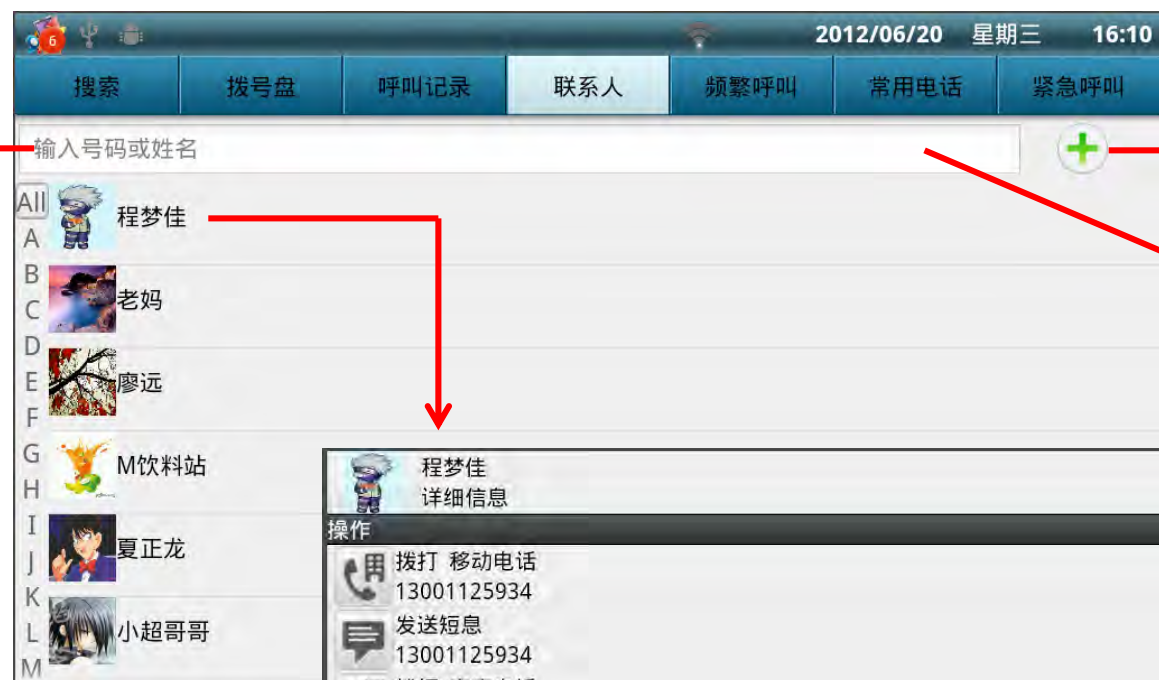 6 2012/06/20 星期三 16:10
搜索 拨号盘 呼叫记录 联系人 频繁呼叫 常用电话 紧急呼叫
输入号码或姓名
All
A
程梦佳
B
C
老妈
D
E
F
廖远
G
H
M饮料站
I
J
夏正龙
K
L
M
小超哥哥
程梦佳
详细信息
操作
拨打 移动电话
13001125934
发送短息
13001125934